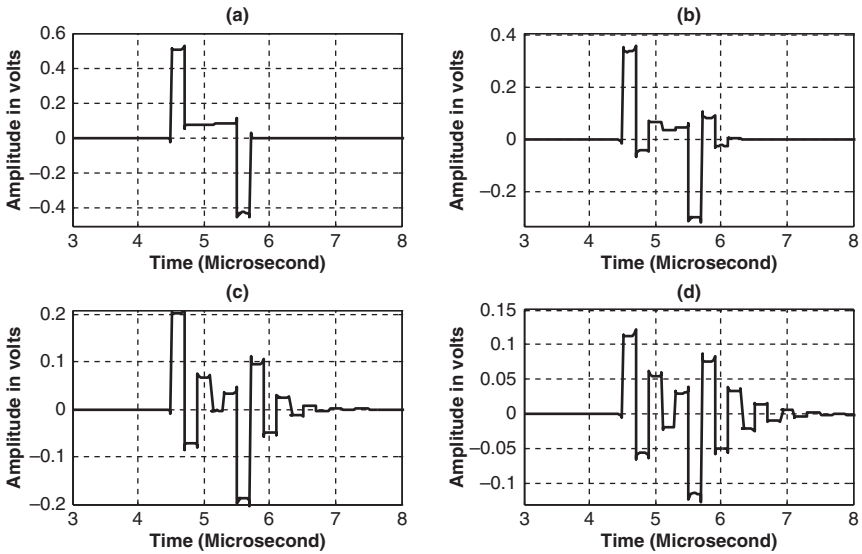 (a)
Amplitude in volts
0.6
0.4
0.2
0
−0.2
−0.4
3 4 5 6 7 8
Time (Microsecond)
(b)
Amplitude in volts
0.4
0.2
0
−0.2
3 4 5 6 7 8
Time (Microsecond)
(c)
Amplitude in volts
0.2
0.1
0
−0.1
0.2
3 4 5 6 7 8
Time (Microsecond)
(d)
Amplitude in volts
0.15
0.1
0.05
0
−0.05
−0.1
3 4 5 6 7 8
Time (Microsecond)